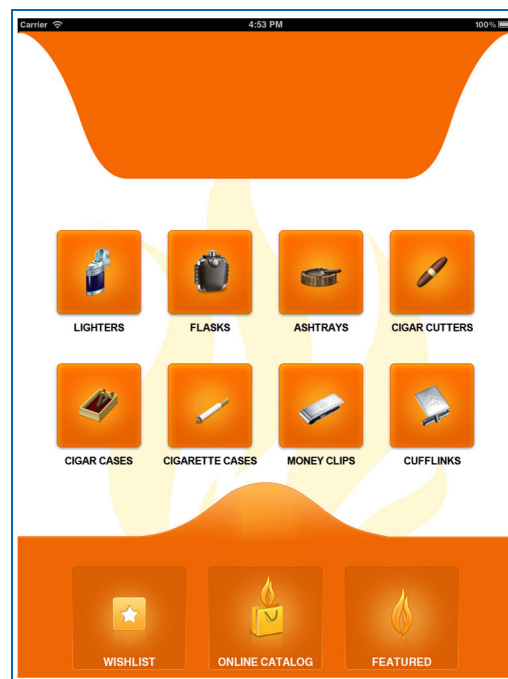 Carrier 4:53 PM 100%
LIGHTERS FLASKS ASHTRAYS CIGAR CUTTERS
CIGAR CASES CIGARETTE CASES MONEY CLIPS CUFFLINKS
WISHLIST ONLINE CATALOG FEATURED